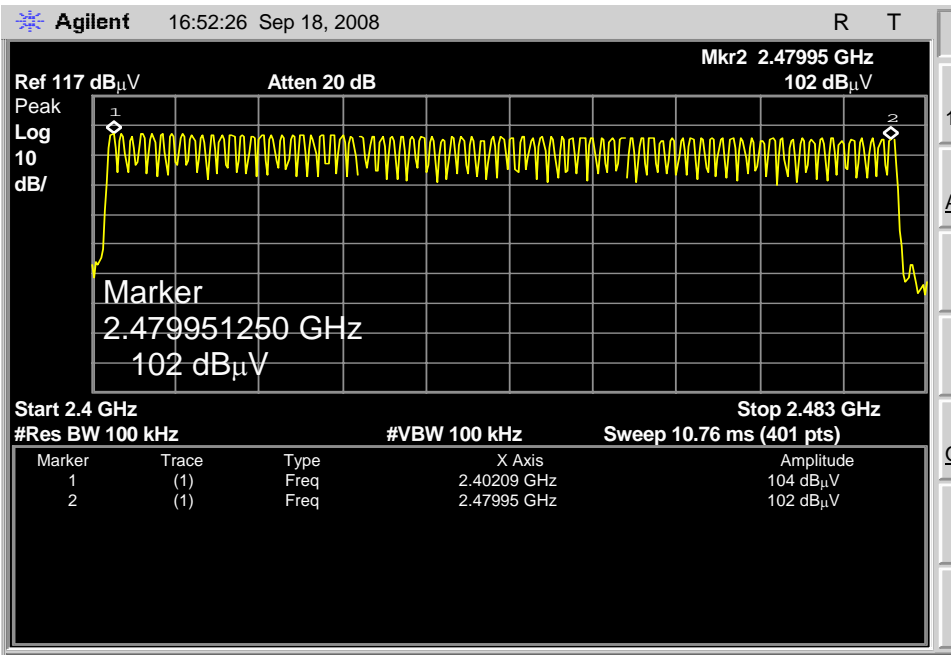 Agilent 16:52:26 Sep 18, 2008 R T
Mkr2 2.47995 GHz
Ref 117 dBμV Atten 20 dB 102 dBμV
Peak
Log
10
dB/
1
2
Marker
2.479951250 GHz
102 dBμV
Start 2.4 GHz Stop 2.483 GHz
#Res BW 100 kHz #VBW 100 kHz Sweep 10.76 ms (401 pts)
Marker Trace Type X Axis Amplitude
1 (1) Freq 2.40209 GHz 104 dBμV
2 (1) Freq 2.47995 GHz 102 dBμV